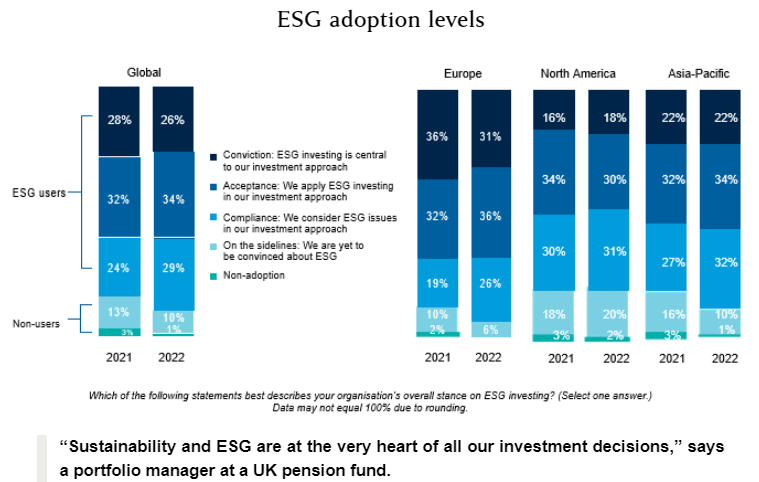 ESG adoption levels
Global
Europe
North America
Asia-Pacific
ESG users
Non-users
28%
32%
24%
13%
3%
2021
26%
34%
29%
10%
1%
2022
Conviction: ESG investing is central
to our investment approach
Acceptance: We apply ESG investing
in our investment approach
Compliance: We consider ESG issues
in our investment approach
On the sidelines: We are yet to
be convinced about ESG
Non-adoption
36%
32%
19%
10%
2%
2021
31%
36%
26%
6%
2022
16%
34%
30%
18%
3%
2021
18%
30%
31%
20%
2%
2022
22%
32%
27%
16%
3%
2021
22%
34%
32%
10%
1%
2022
Which of the following statements best describes your organisation's overall stance on ESG investing? (Select one answer.)
Data may not equal 100% due to rounding.
“Sustainability and ESG are at the very heart of all our investment decisions,” says
a portfolio manager at a UK pension fund.